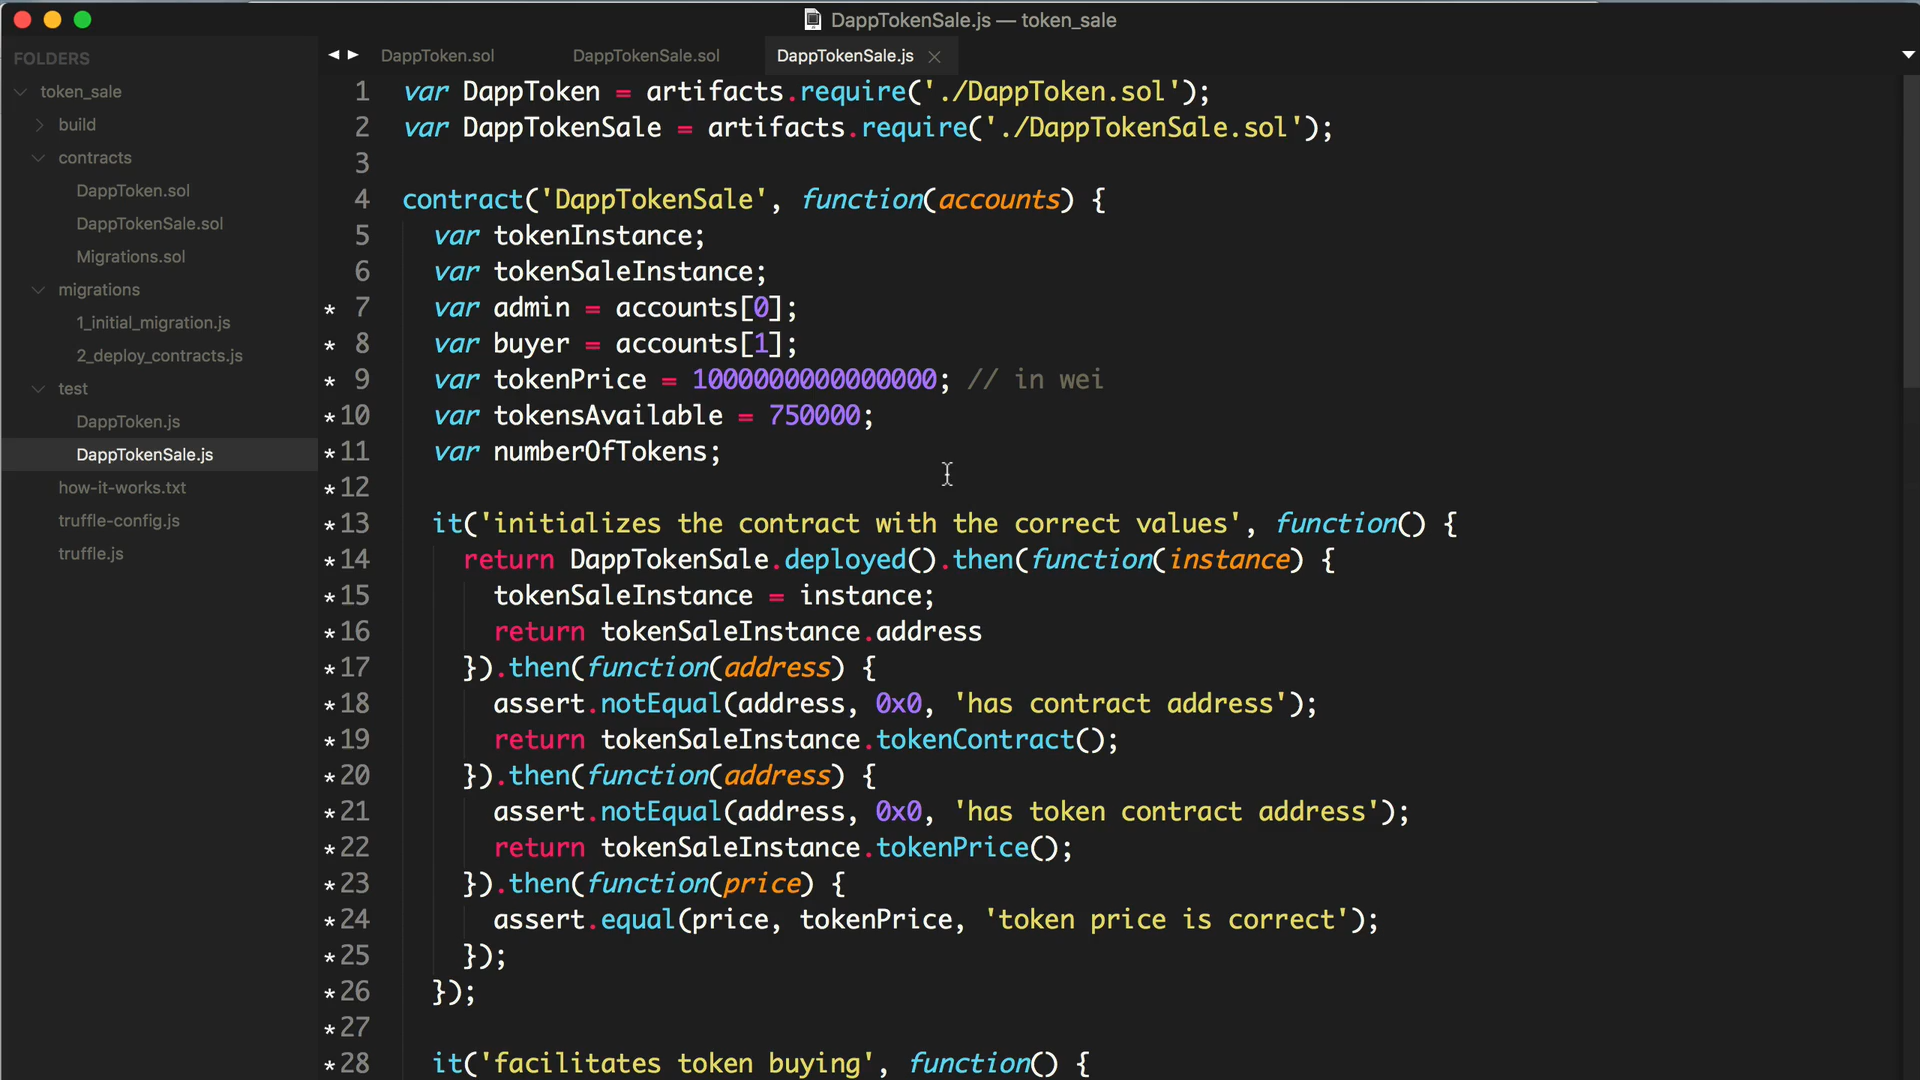 DappTokenSale.js — token_sale
FOLDERS
token_sale
build
contracts
DappToken.sol
DappTokenSale.sol
Migrations.sol
migrations
1_initial_migration.js
2_deploy_contracts.js
test
DappToken.js
DappTokenSale.js
how-it-works.txt
truffle-config.js
truffle.js
DappToken.sol DappTokenSale.sol DappTokenSale.js
1 var DappToken = artifacts.require('./DappToken.sol');
2 var DappTokenSale = artifacts.require('./DappTokenSale.sol');
3
4 contract('DappTokenSale', function(accounts) {
5 var tokenInstance;
6 var tokenSaleInstance;
* 7 var admin = accounts[0];
* 8 var buyer = accounts[1];
* 9 var tokenPrice = 1000000000000000; // in wei
*10 var tokensAvailable = 750000;
*11 var numberOfTokens;
*12
*13 it('initializes the contract with the correct values', function() {
*14 return DappTokenSale.deployed().then(function(instance) {
*15 tokenSaleInstance = instance;
*16 return tokenSaleInstance.address
*17 }).then(function(address) {
*18 assert.notEqual(address, 0x0, 'has contract address');
*19 return tokenSaleInstance.tokenContract();
*20 }).then(function(address) {
*21 assert.notEqual(address, 0x0, 'has token contract address');
*22 return tokenSaleInstance.tokenPrice();
*23 }).then(function(price) {
*24 assert.equal(price, tokenPrice, 'token price is correct');
*25 });
*26 });
*27
*28 it('facilitates token buying', function() {